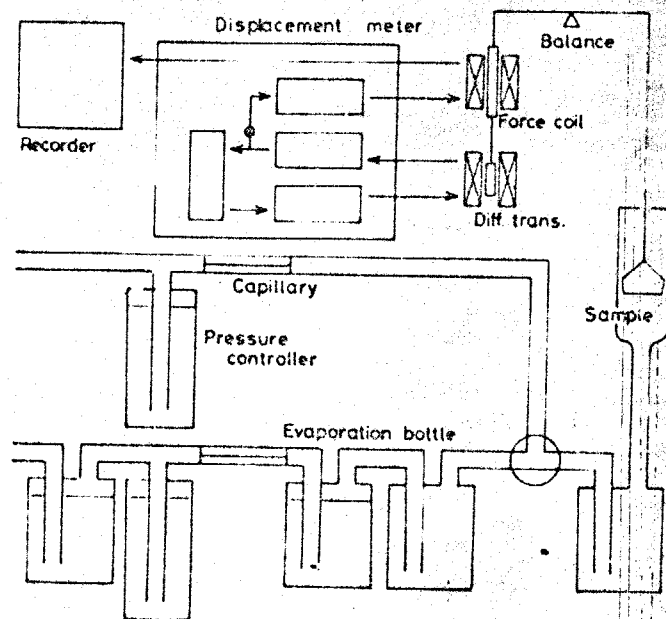 Displacement meter
Balance
Recorder
Force coil
Diff. trans.
Capillary
Sample
Pressure
controller
Evaporation bottle